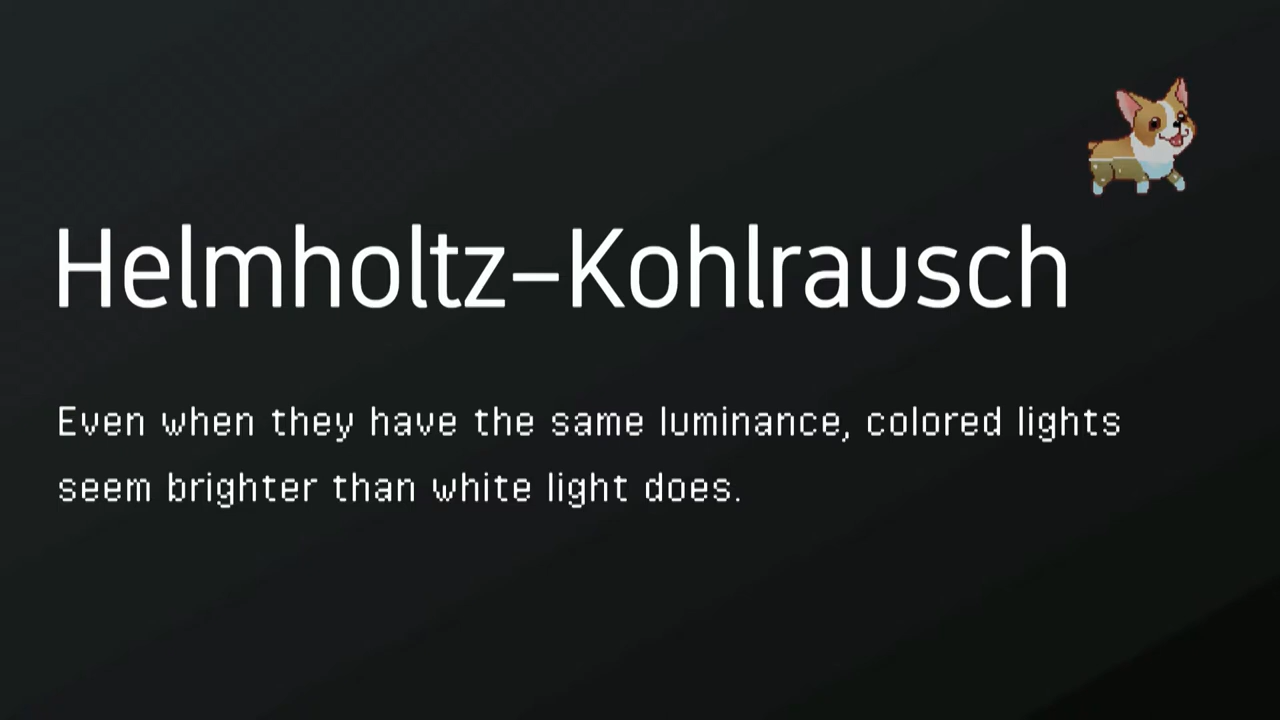 Helmholtz–Kohlrausch
Even when they have the same luminance, colored lights
seem brighter than white light does.